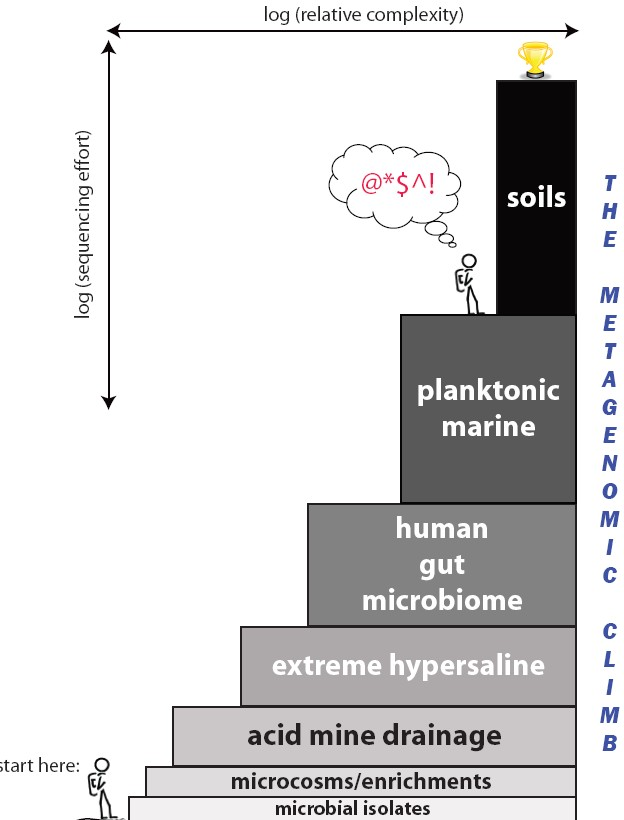 log (relative complexity)
log (sequencing effort)
@*$^!
soils
THE METAGENOMIC CLIMB
planktonic
marine
human
gut
microbiome
extreme hypersaline
acid mine drainage
start here:
microcosms/enrichments
microbial isolates